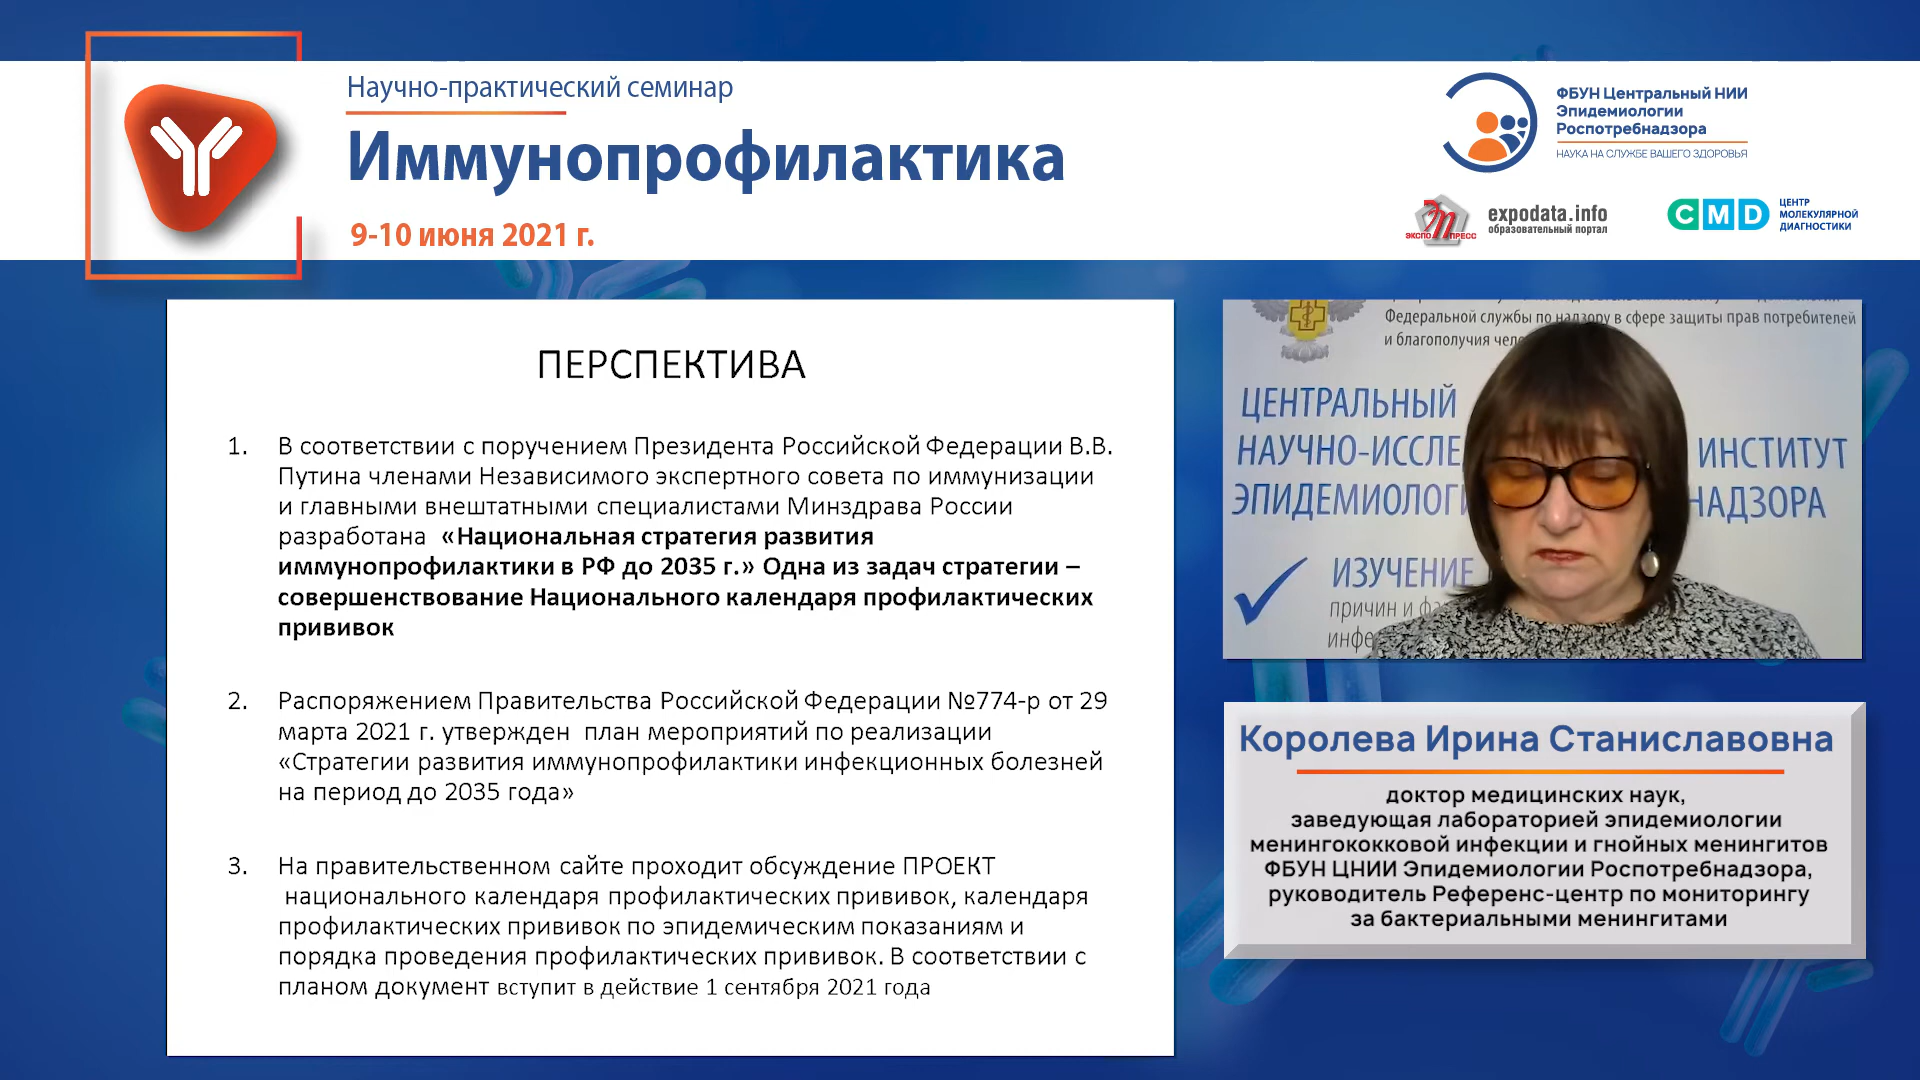 Научно-практический семинар
Иммунопрофилактика
9-10 июня 2021 г.
ФБУН Центральный НИИ
Эпидемиологии
Роспотребнадзора
НАУКА НА СЛУЖБЕ ВАШЕГО ЗДОРОВЬЯ
ЭКСПО ПРЕСС
expodata.info
образовательный портал
CMD
ЦЕНТР
МОЛЕКУЛЯРНОЙ
ДИАГНОСТИКИ
ПЕРСПЕКТИВА
1. В соответствии с поручением Президента Российской Федерации В.В.
Путина членами Независимого экспертного совета по иммунизации
и главными внештатными специалистами Минздрава России
разработана «Национальная стратегия развития
иммунопрофилактики в РФ до 2035 г.» Одна из задач стратегии –
совершенствование Национального календаря профилактических
прививок
2. Распоряжением Правительства Российской Федерации №774-р от 29
марта 2021 г. утвержден план мероприятий по реализации
«Стратегии развития иммунопрофилактики инфекционных болезней
на период до 2035 года»
3. На правительственном сайте проходит обсуждение ПРОЕКТ
национального календаря профилактических прививок, календаря
профилактических прививок по эпидемическим показаниям и
порядка проведения профилактических прививок. В соответствии с
планом документ вступит в действие 1 сентября 2021 года
Федеральной службы по надзору в сфере защиты прав потребителей
и благополучия
ЦЕНТРАЛЬНЫЙ
НАУЧНО-ИССЛЕ ИНСТИТУТ
ЭПИДЕМИОЛОГИ НАДЗОРА
ИЗУЧЕНИЕ
причин и
инфе
Королева Ирина Станиславовна
доктор медицинских наук,
заведующая лабораторией эпидемиологии
менингококковой инфекции и гнойных менингитов
ФБУН ЦНИИ Эпидемиологии Роспотребнадзора,
руководитель Референс-центр по мониторингу
за бактериальными менингитами